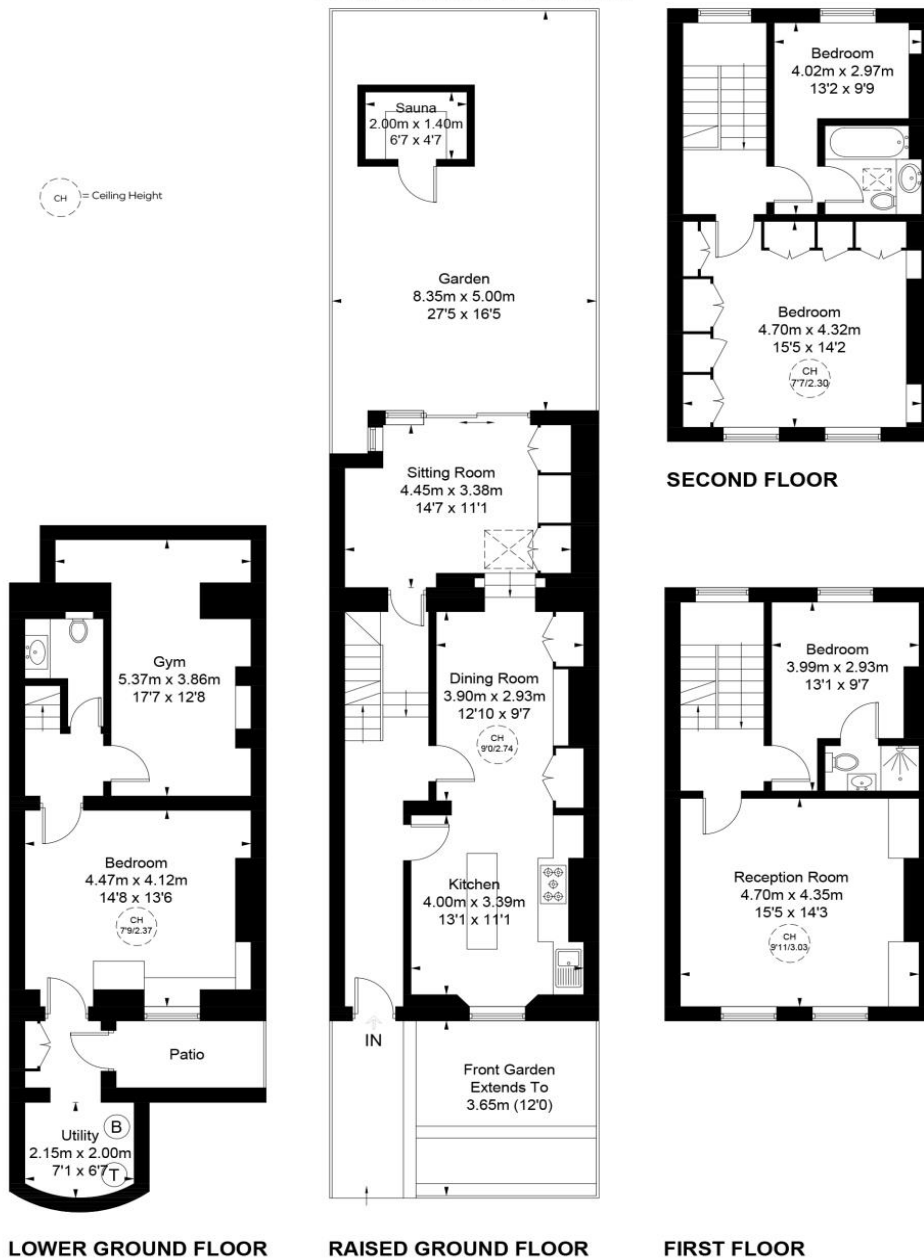 CH = Ceiling Height
Sauna
2.00m x 1.40m
6'7 x 4'7
Garden
8.35m x 5.00m
27'5 x 16'5
Sitting Room
4.45m x 3.38m
14'7 x 11'1
Dining Room
3.90m x 2.93m
12'10 x 9'7
CH
9'0/2.74
Kitchen
4.00m x 3.39m
13'1 x 11'1
IN
Front Garden
Extends To
3.65m (12'0)
RAISED GROUND FLOOR
Bedroom
4.02m x 2.97m
13'2 x 9'9
Bedroom
4.70m x 4.32m
15'5 x 14'2
CH
7'7/2.30
SECOND FLOOR
Gym
5.37m x 3.86m
17'7 x 12'8
Bedroom
4.47m x 4.12m
14'8 x 13'6
CH
7'9/2.37
Patio
Utility
2.15m x 2.00m
7'1 x 6'7
B
T
LOWER GROUND FLOOR
Bedroom
3.99m x 2.93m
13'1 x 9'7
Reception Room
4.70m x 4.35m
15'5 x 14'3
CH
9'11/3.03
FIRST FLOOR